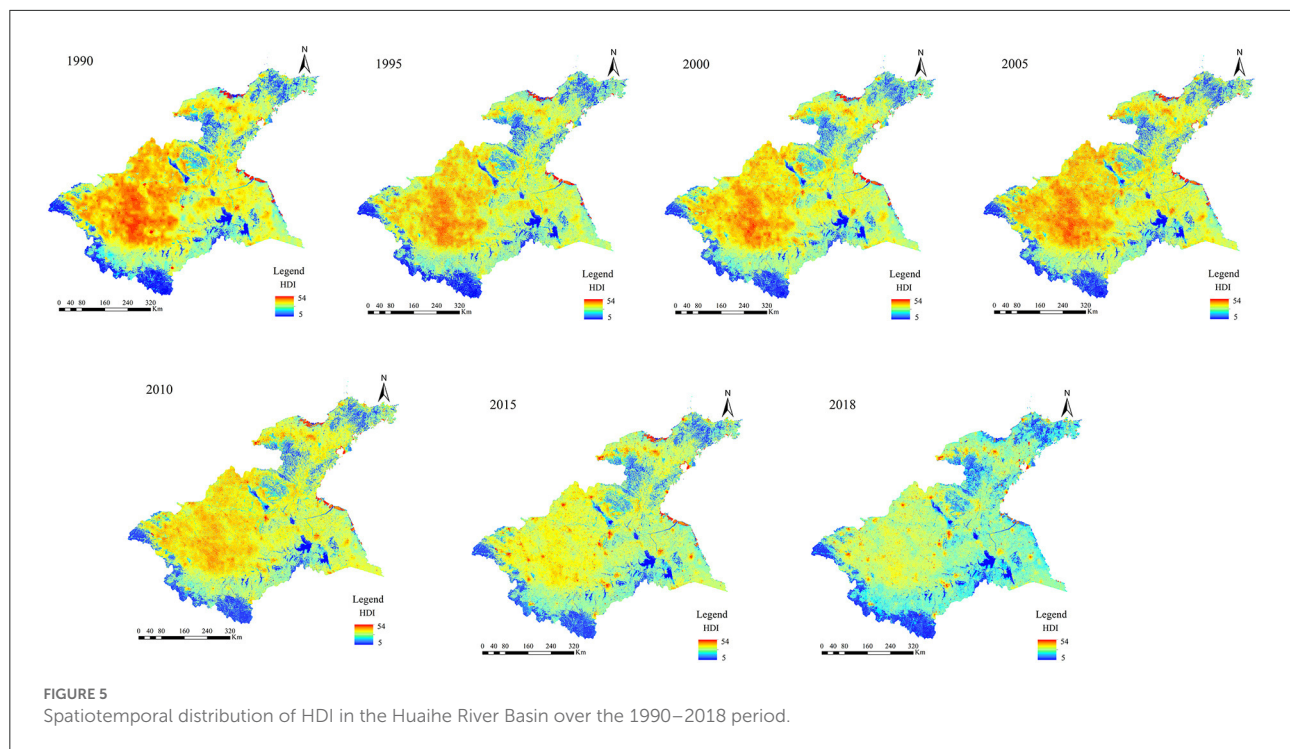 1990
N
Legend
HDI
54
5
0 40 80 160 240 320
Km
1995
N
Legend
HDI
54
5
0 40 80 160 240 320
Km
2000
N
Legend
HDI
54
5
0 40 80 160 240 320
Km
2005
N
Legend
HDI
54
5
0 40 80 160 240 320
Km
2010
N
Legend
HDI
54
5
0 40 80 160 240 320
Km
2015
N
Legend
HDI
54
5
0 40 80 160 240 320
Km
2018
N
Legend
HDI
54
5
0 40 80 160 240 320
Km
FIGURE 5
Spatiotemporal distribution of HDI in the Huaihe River Basin over the 1990–2018 period.